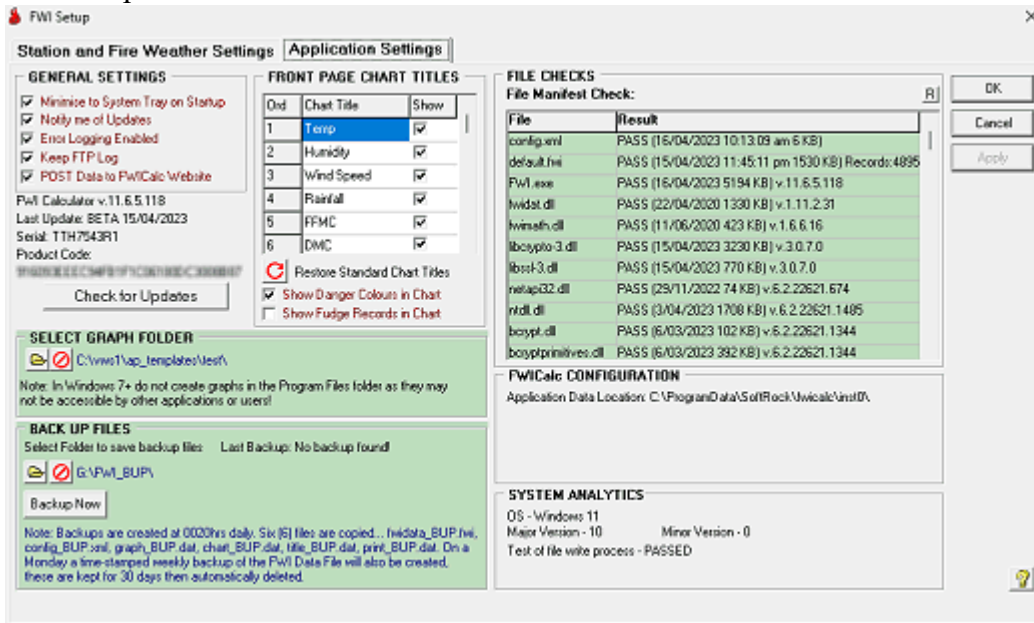 FWI Setup
Station and Fire Weather Settings
Application Settings
GENERAL SETTINGS
Minimise to System Tray on Startup
Notify me of Updates
Error Logging Enabled
Keep FTP Log
POST Data to FWICalc Website
FWI Calculator v.11.6.5.118
Last Update: BETA 15/04/2023
Serial: TTH7543R1
Product Code:
Check for Updates
FRONT PAGE CHART TITLES
Ord Chart Title Show
1 Temp
2 Humidity
3 Wind Speed
4 Rainfall
5 FFMC
6 DMC
Restore Standard Chart Titles
Show Danger Colours in Chart
Show Fudge Records in Chart
SELECT GRAPH FOLDER
C:\vws1\ap_templates\test\
Note: In Windows 7+ do not create graphs in the Program Files folder as they may
not be accessible by other applications or users!
BACK UP FILES
Select Folder to save backup files Last Backup: No backup found!
G:\FWI_BUP\
Backup Now
Note: Backups are created at 0020hrs daily. Six (6) files are copied... fwidata_BUP.fwi,
config_BUP.xml, graph_BUP.dat, chart_BUP.dat, title_BUP.dat, print_BUP.dat. On a
Monday a time-stamped weekly backup of the FWI Data File will also be created,
these are kept for 30 days then automatically deleted.
FILE CHECKS
File Manifest Check:
R
File Result
config.xml PASS (16/04/2023 10:13:09 am 6 KB)
default.fwi PASS (15/04/2023 11:45:11 pm 1530 KB) Records:4895
FWI.exe PASS (16/04/2023 5194 KB) v.11.6.5.118
fwidat.dll PASS (22/04/2020 1330 KB) v.1.11.2.31
fwimath.dll PASS (11/06/2020 423 KB) v.1.6.6.16
libcrypto-3.dll PASS (15/04/2023 3230 KB) v.3.0.7.0
libssl-3.dll PASS (15/04/2023 770 KB) v.3.0.7.0
netapi32.dll PASS (29/11/2022 74 KB) v.6.2.22621.674
ntdll.dll PASS (3/04/2023 1708 KB) v.6.2.22621.1485
bcrypt.dll PASS (6/03/2023 102 KB) v.6.2.22621.1344
bcryptprimitives.dll PASS (6/03/2023 392 KB) v.6.2.22621.1344
FWICalc CONFIGURATION
Application Data Location: C:\ProgramData\SoftRock\fwicalc\inst0\
SYSTEM ANALYTICS
OS - Windows 11
Major Version - 10 Minor Version - 0
Test of file write process - PASSED
OK
Cancel
Apply